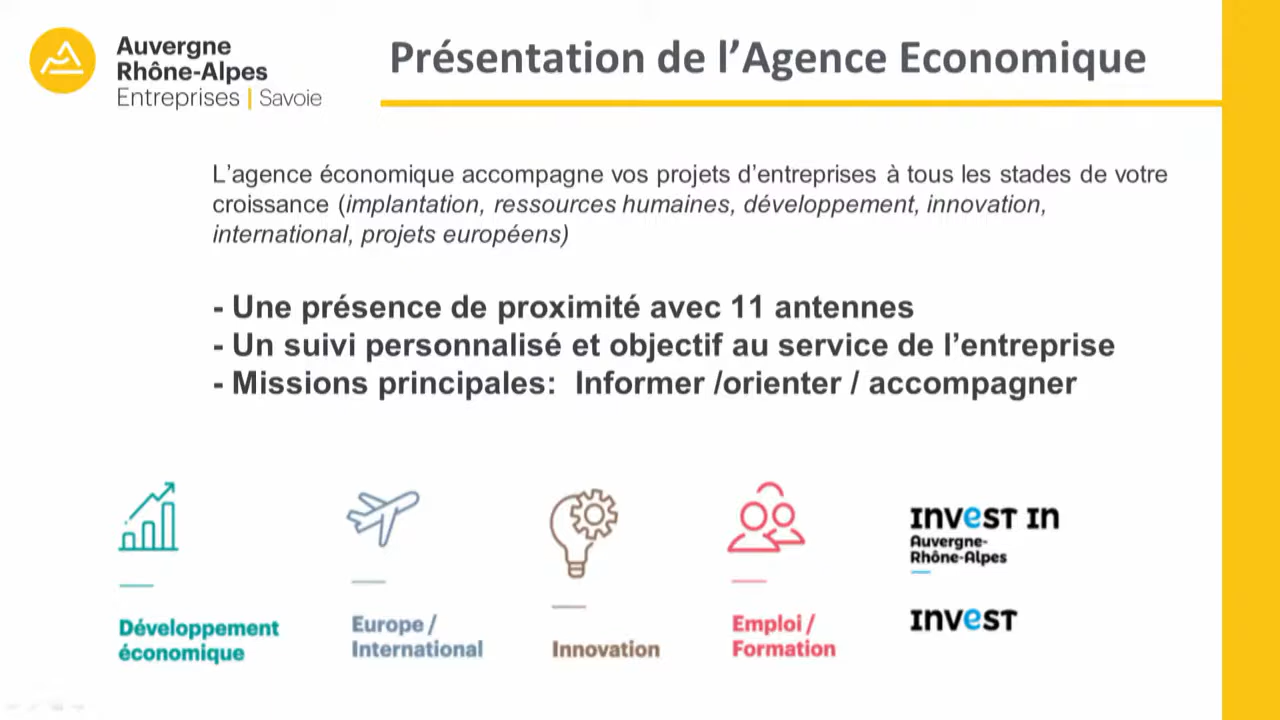 Auvergne
Rhône-Alpes
Entreprises | Savoie
Présentation de l’Agence Economique
L’agence économique accompagne vos projets d’entreprises à tous les stades de votre
croissance (implantation, ressources humaines, développement, innovation,
international, projets européens)
- Une présence de proximité avec 11 antennes
- Un suivi personnalisé et objectif au service de l’entreprise
- Missions principales:  Informer /orienter / accompagner
Développement
économique
Europe /
International
Innovation
Emploi /
Formation
INVeST IN
Auvergne-
Rhône-Alpes
INVeST